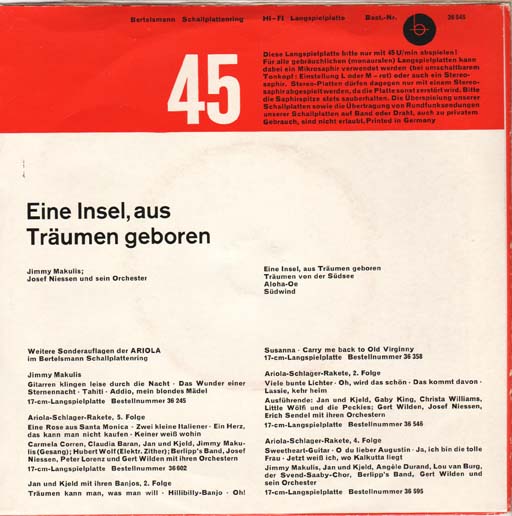 Bertelsmann Schallplattenring HI-FI Langspielplatte Best.-Nr. 36 545
45
Diese Langspielplatte bitte nur mit 45 U/min abspielen!
Für alle gebräuchlichen (monauralen) Langspielplatten kann
dabei ein Mikrosaphir verwendet werden (bei umschaltbarem
Tonkopf: Einstellung L oder M – rot) oder auch ein Stereo-
saphir. Stereo-Platten dürfen dagegen nur mit einem Stereo-
saphir abgespielt werden, da die Platte sonst zerstört wird. Bitte
die Saphirspitze stets sauberhalten. Die Überspielung unserer
Schallplatten sowie die Übertragung von Rundfunksendungen
unserer Schallplatten auf Band oder Draht, auch zu privatem
Gebrauch, sind nicht erlaubt. Printed in Germany
Eine Insel, aus
Träumen geboren
Jimmy Makulis;
Josef Niessen und sein Orchester
Eine Insel, aus Träumen geboren
Träumen von der Südsee
Aloha-Oe
Südwind
Weitere Sonderauflagen der ARIOLA
im Bertelsmann Schallplattenring
Jimmy Makulis
Gitarren klingen leise durch die Nacht · Das Wunder einer
Sternennacht · Tahiti · Addio, mein blondes Mädel
17-cm-Langspielplatte Bestellnummer 36 245
Ariola-Schlager-Rakete, 5. Folge
Eine Rose aus Santa Monica · Zwei kleine Italiener · Ein Herz,
das kann man nicht kaufen · Keiner weiß wohin
Carmela Corren, Claudia Baran, Jan und Kjeld, Jimmy Maku-
lis (Gesang); Hubert Wolf (Elektr. Zither); Berlipp's Band, Josef
Niessen, Peter Lorenz und Gert Wilden mit ihren Orchestern
17-cm-Langspielplatte Bestellnummer 36 602
Jan und Kjeld mit ihren Banjos, 2. Folge
Träumen kann man, was man will · Hillibilly-Banjo · Oh!
Susanna · Carry me back to Old Virginny
17-cm-Langspielplatte Bestellnummer 36 358
Ariola-Schlager-Rakete, 2. Folge
Viele bunte Lichter · Oh, wird das schön · Das kommt davon ·
Lassie, kehr heim
Ausführende: Jan und Kjeld, Gaby King, Christa Williams,
Little Wölfi und die Peckies; Gert Wilden, Josef Niessen,
Erich Sendel mit ihren Orchestern
17-cm-Langspielplatte Bestellnummer 36 546
Ariola-Schlager-Rakete, 4. Folge
Sweetheart-Guitar · O du lieber Augustin · Ja, ich bin die tolle
Frau · Jetzt weiß ich, wo Kalkutta liegt
Jimmy Makulis, Jan und Kjeld, Angèle Durand, Lou van Burg,
der Svend-Saaby-Chor, Berlipp's Band, Gert Wilden und
sein Orchester
17-cm-Langspielplatte Bestellnummer 36 595